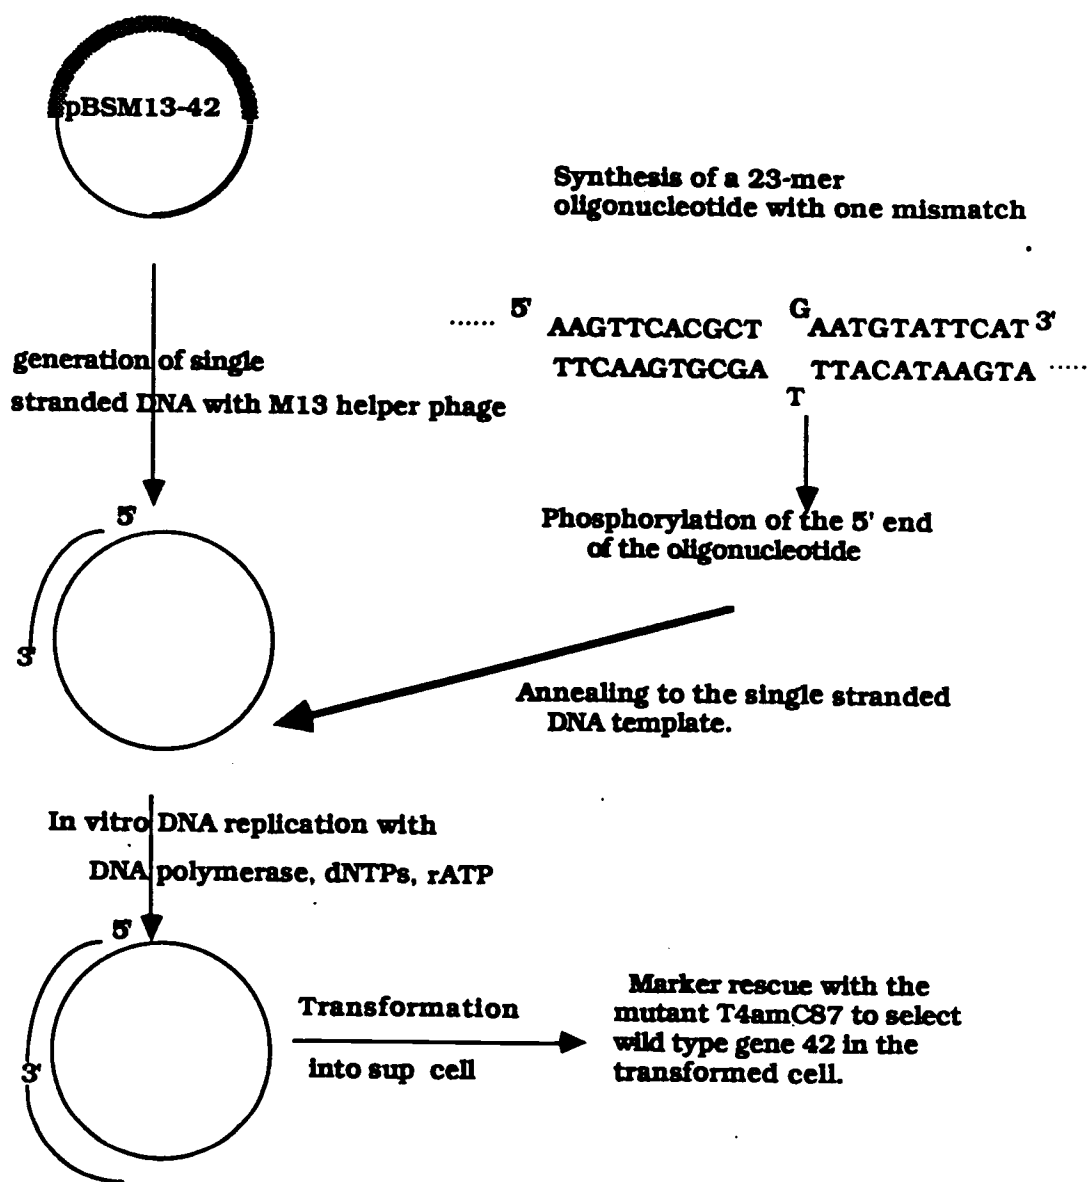 pBSM13-42
Synthesis of a 23-mer
oligonucleotide with one mismatch
...... 5' AAGTTCACGCT G AATGTATTCAT 3'
TTCAAGTGCGA T TTACATAAGTA .....
generation of single
stranded DNA with M13 helper phage
Phosphorylation of the 5' end
of the oligonucleotide
5'
3'
Annealing to the single stranded
DNA template.
In vitro DNA replication with
DNA polymerase, dNTPs, rATP
5'
3'
Transformation
into sup cell
Marker rescue with the
mutant T4amC87 to select
wild type gene 42 in the
transformed cell.